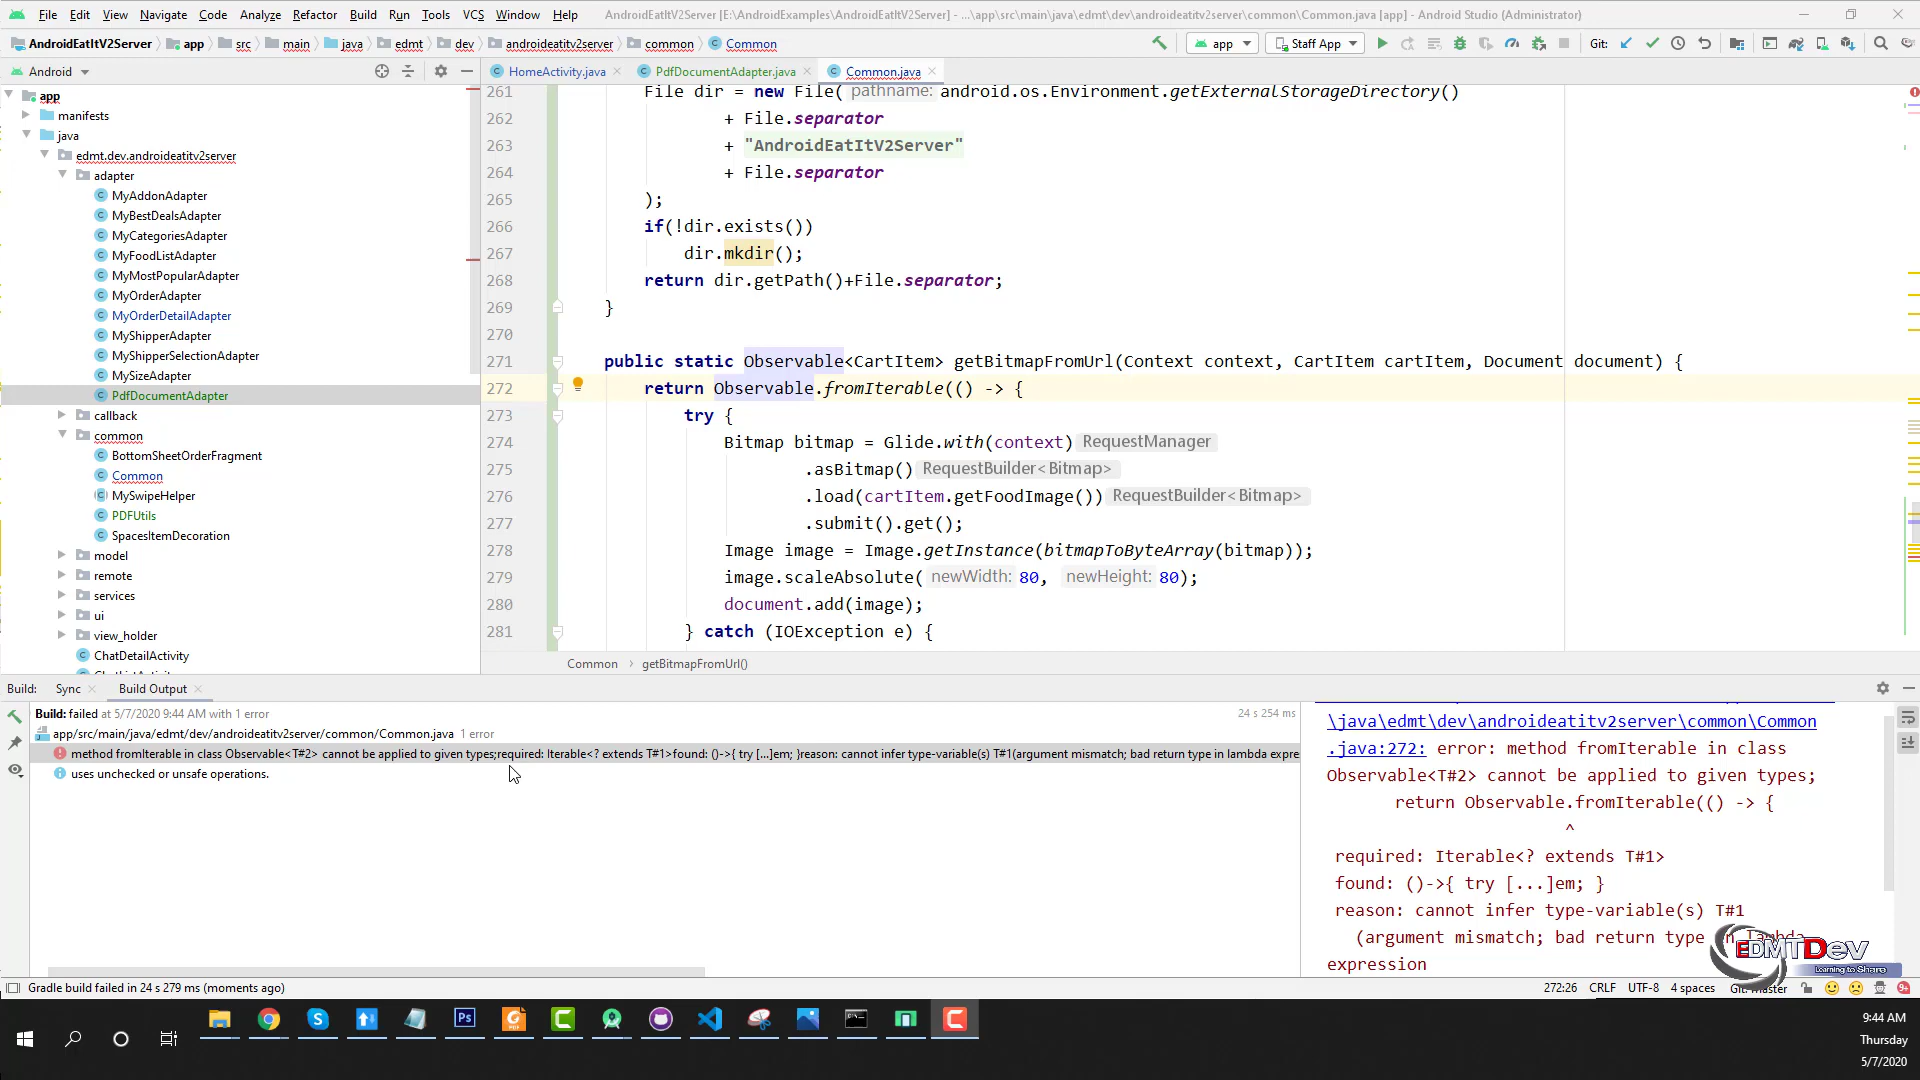 File Edit View Navigate Code Analyze Refactor Build Run Tools VCS Window Help AndroidEatItV2Server [E:\AndroidExamples\AndroidEatItV2Server] - ...\app\src\main\java\edmt\dev\androideatitv2server\common\Common.java [app] - Android Studio (Administrator)
AndroidEatItV2Server app src main java edmt dev androideatitv2server common Common app Staff App Git:
Android HomeActivity.java PdfDocumentAdapter.java Common.java
app
manifests
java
edmt.dev.androideatitv2server
adapter
MyAddonAdapter
MyBestDealsAdapter
MyCategoriesAdapter
MyFoodListAdapter
MyMostPopularAdapter
MyOrderAdapter
MyOrderDetailAdapter
MyShipperAdapter
MyShipperSelectionAdapter
MySizeAdapter
PdfDocumentAdapter
callback
common
BottomSheetOrderFragment
Common
MySwipeHelper
PDFUtils
SpacesItemDecoration
model
remote
services
ui
view_holder
ChatDetailActivity
261 File dir = new File( pathname: android.os.Environment.getExternalStorageDirectory()
262 + File.separator
263 + "AndroidEatItV2Server"
264 + File.separator
265 );
266 if(!dir.exists())
267 dir.mkdir();
268 return dir.getPath()+File.separator;
269 }
270
271 public static Observable<CartItem> getBitmapFromUrl(Context context, CartItem cartItem, Document document) {
272 return Observable.fromIterable(() -> {
273 try {
274 Bitmap bitmap = Glide.with(context) RequestManager
275 .asBitmap() RequestBuilder<Bitmap>
276 .load(cartItem.getFoodImage()) RequestBuilder<Bitmap>
277 .submit().get();
278 Image image = Image.getInstance(bitmapToByteArray(bitmap));
279 image.scaleAbsolute( newWidth: 80, newHeight: 80);
280 document.add(image);
281 } catch (IOException e) {
Common › getBitmapFromUrl()
Build: Sync Build Output
Build: failed at 5/7/2020 9:44 AM with 1 error 24 s 254 ms
app/src/main/java/edmt/dev/androideatitv2server/common/Common.java 1 error
method fromIterable in class Observable<T#2> cannot be applied to given types;required: Iterable<? extends T#1>found: ()->{ try [...]em; }reason: cannot infer type-variable(s) T#1(argument mismatch; bad return type in lambda expre
uses unchecked or unsafe operations.
\java\edmt\dev\androideatitv2server\common\Common
.java:272: error: method fromIterable in class
Observable<T#2> cannot be applied to given types;
return Observable.fromIterable(() -> {
^
required: Iterable<? extends T#1>
found: ()->{ try [...]em; }
reason: cannot infer type-variable(s) T#1
(argument mismatch; bad return type in lambda
expression
EDMTDev
Learning to Share
Gradle build failed in 24 s 279 ms (moments ago) 272:26 CRLF UTF-8 4 spaces Git: master
9:44 AM
Thursday
5/7/2020